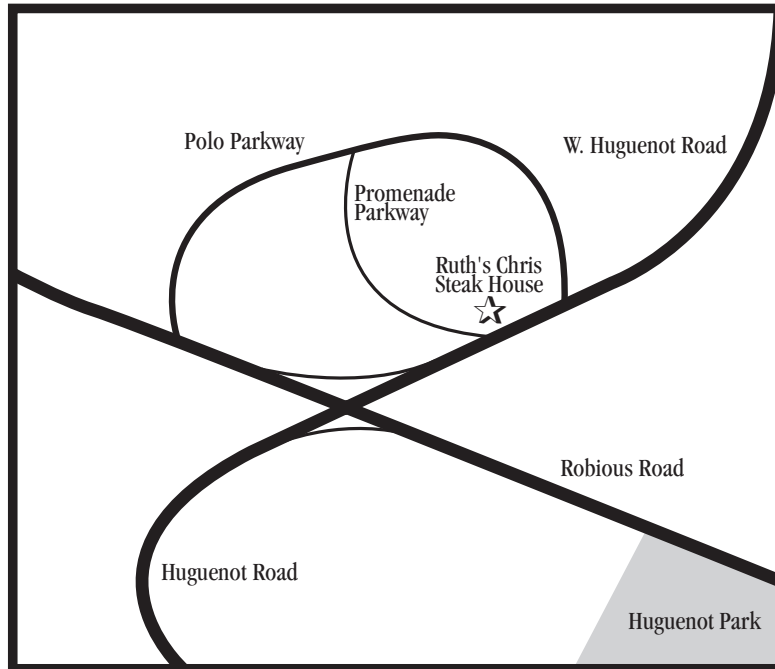 Polo Parkway
W. Huguenot Road
Promenade
Parkway
Ruth's Chris
Steak House
Robious Road
Huguenot Road
Huguenot Park